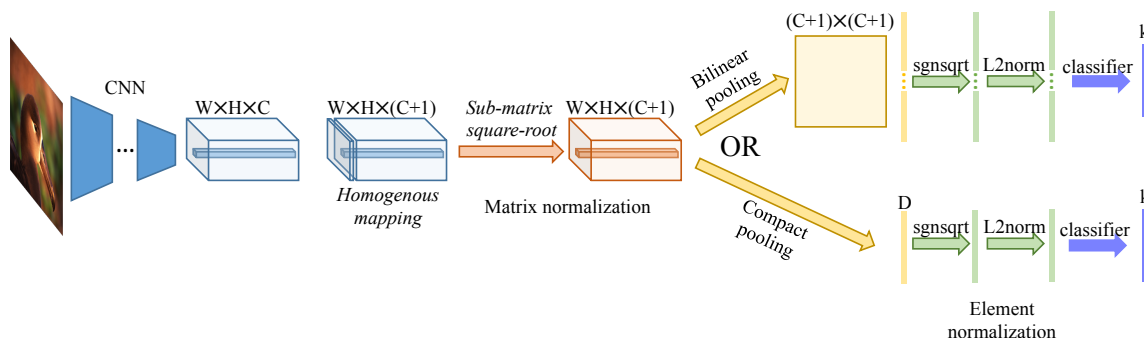 CNN
...
W×H×C
W×H×(C+1)
Homogenous
mapping
Sub-matrix
square-root
Matrix normalization
W×H×(C+1)
Bilinear
pooling
OR
Compact
pooling
(C+1)×(C+1)
sgnsqrt
L2norm
classifier
k
D
sgnsqrt
L2norm
classifier
k
Element
normalization